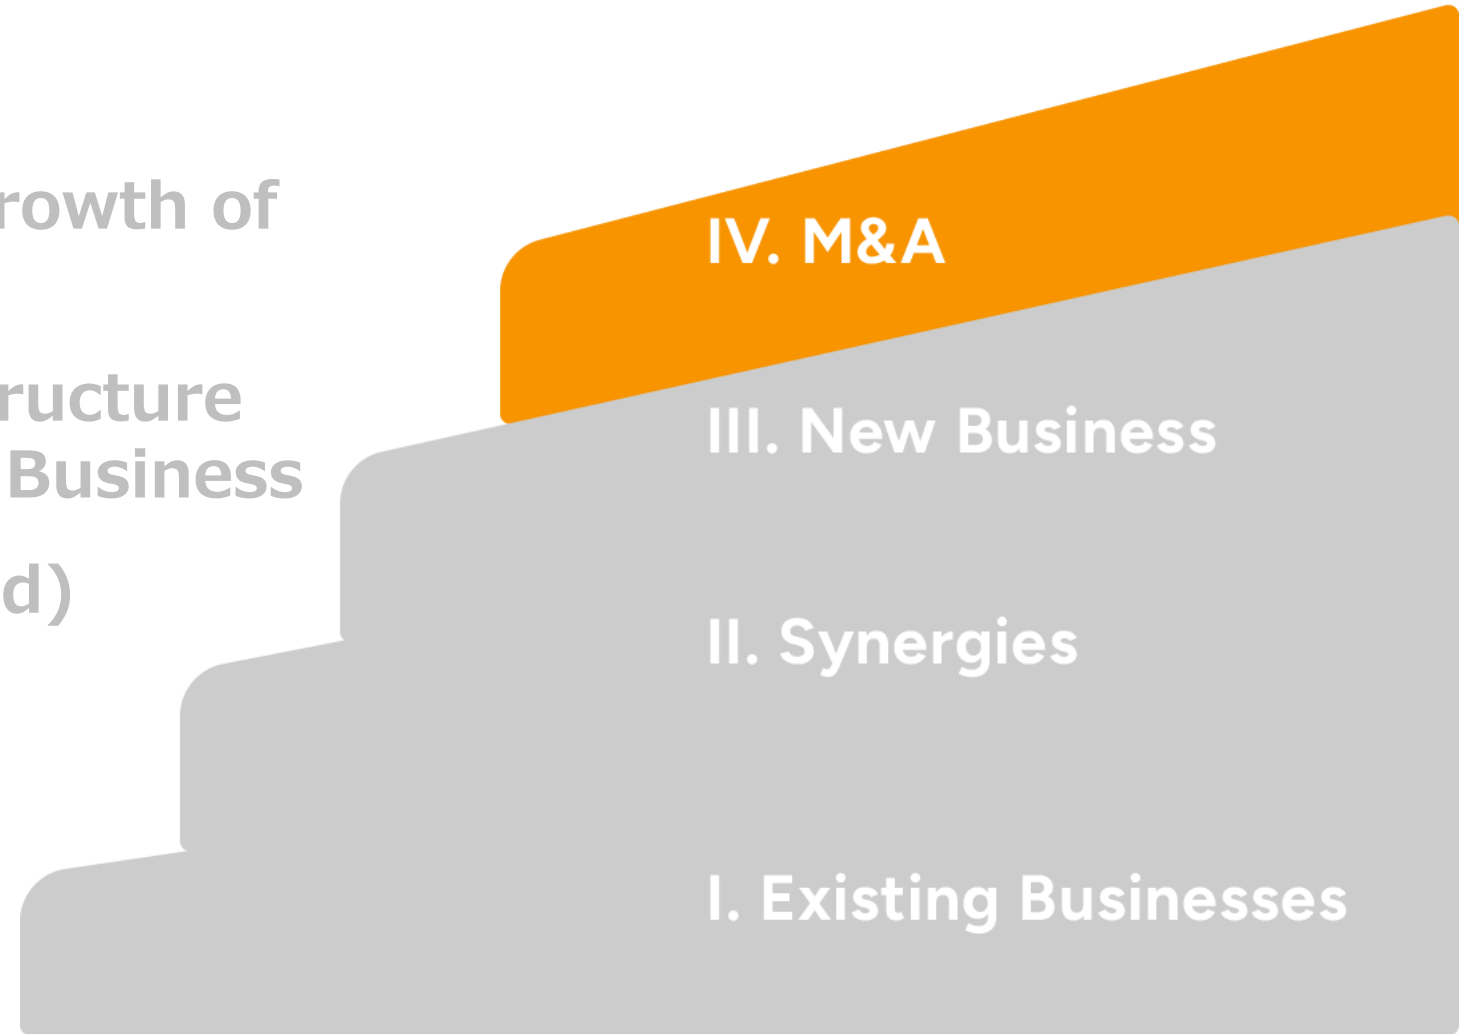 rowth of
ructure
Business
d)
IV. M&A
III. New Business
II. Synergies
I. Existing Businesses